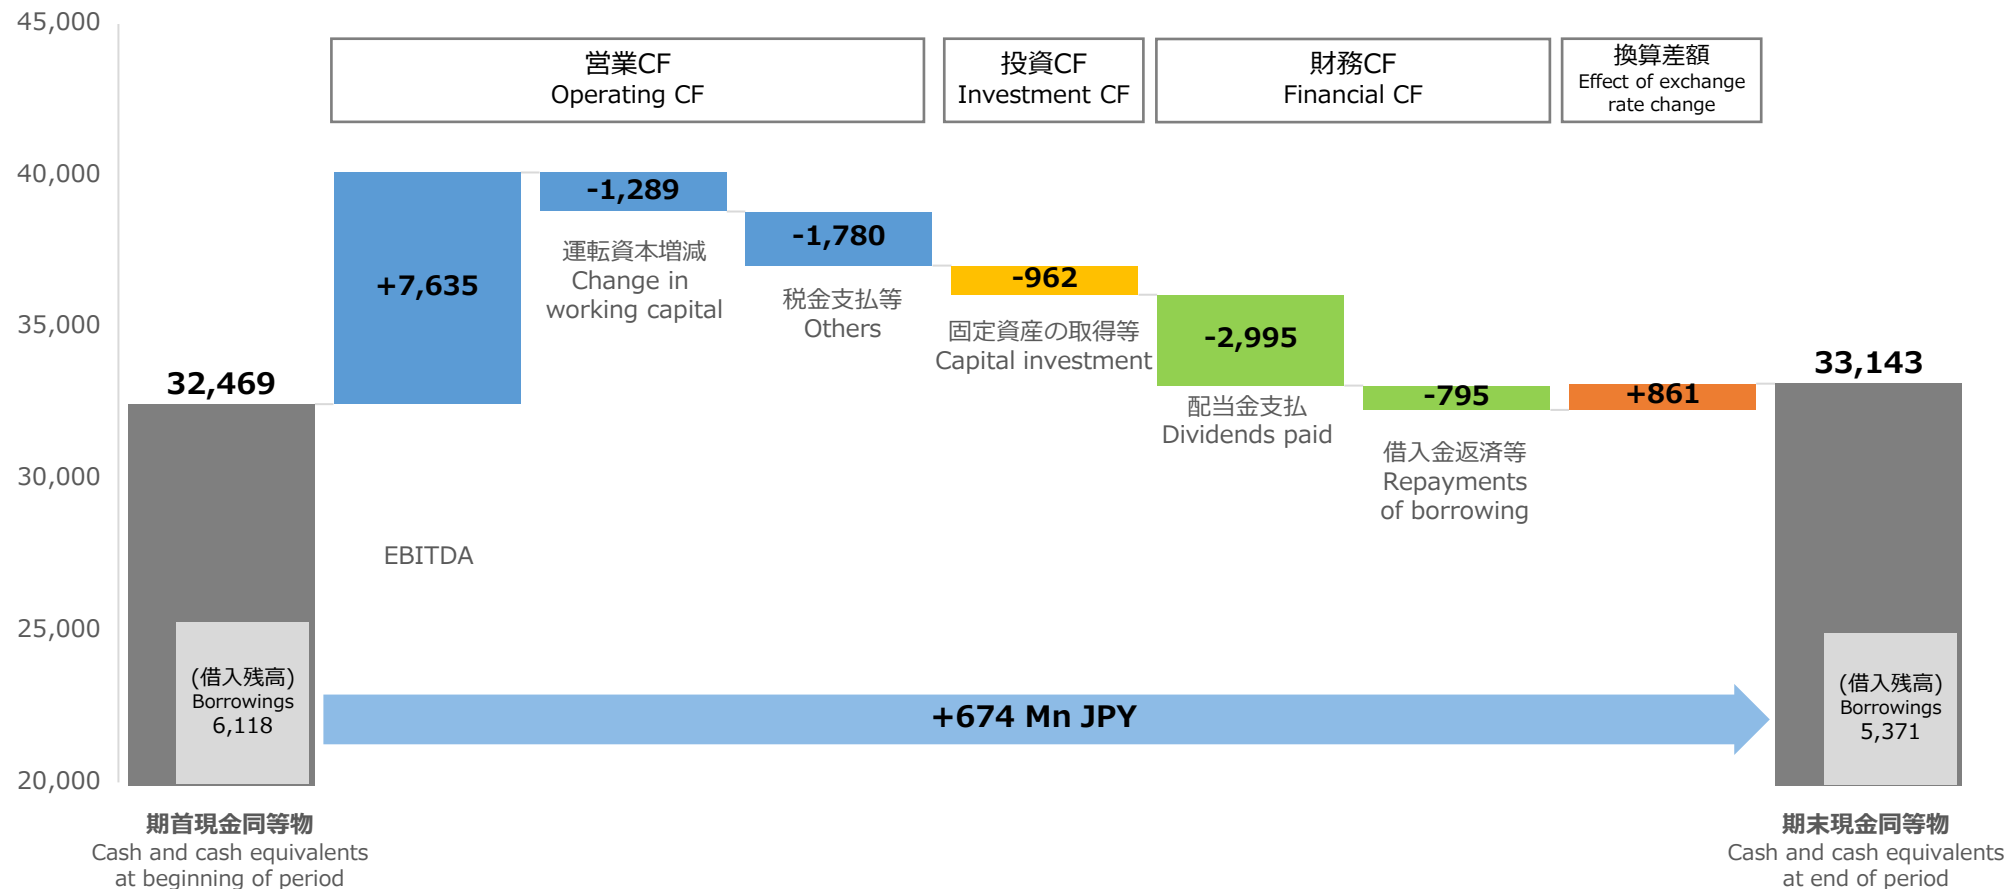 45,000
40,000
35,000
30,000
25,000
20,000
営業CF
Operating CF
投資CF
Investment CF
財務CF
Financial CF
換算差額
Effect of exchange
rate change
32,469
(借入残高)
Borrowings
6,118
期首現金同等物
Cash and cash equivalents
at beginning of period
+7,635
EBITDA
-1,289
運転資本増減
Change in
working capital
-1,780
税金支払等
Others
-962
固定資産の取得等
Capital investment
-2,995
配当金支払
Dividends paid
-795
借入金返済等
Repayments
of borrowing
+861
+674 Mn JPY
33,143
(借入残高)
Borrowings
5,371
期末現金同等物
Cash and cash equivalents
at end of period